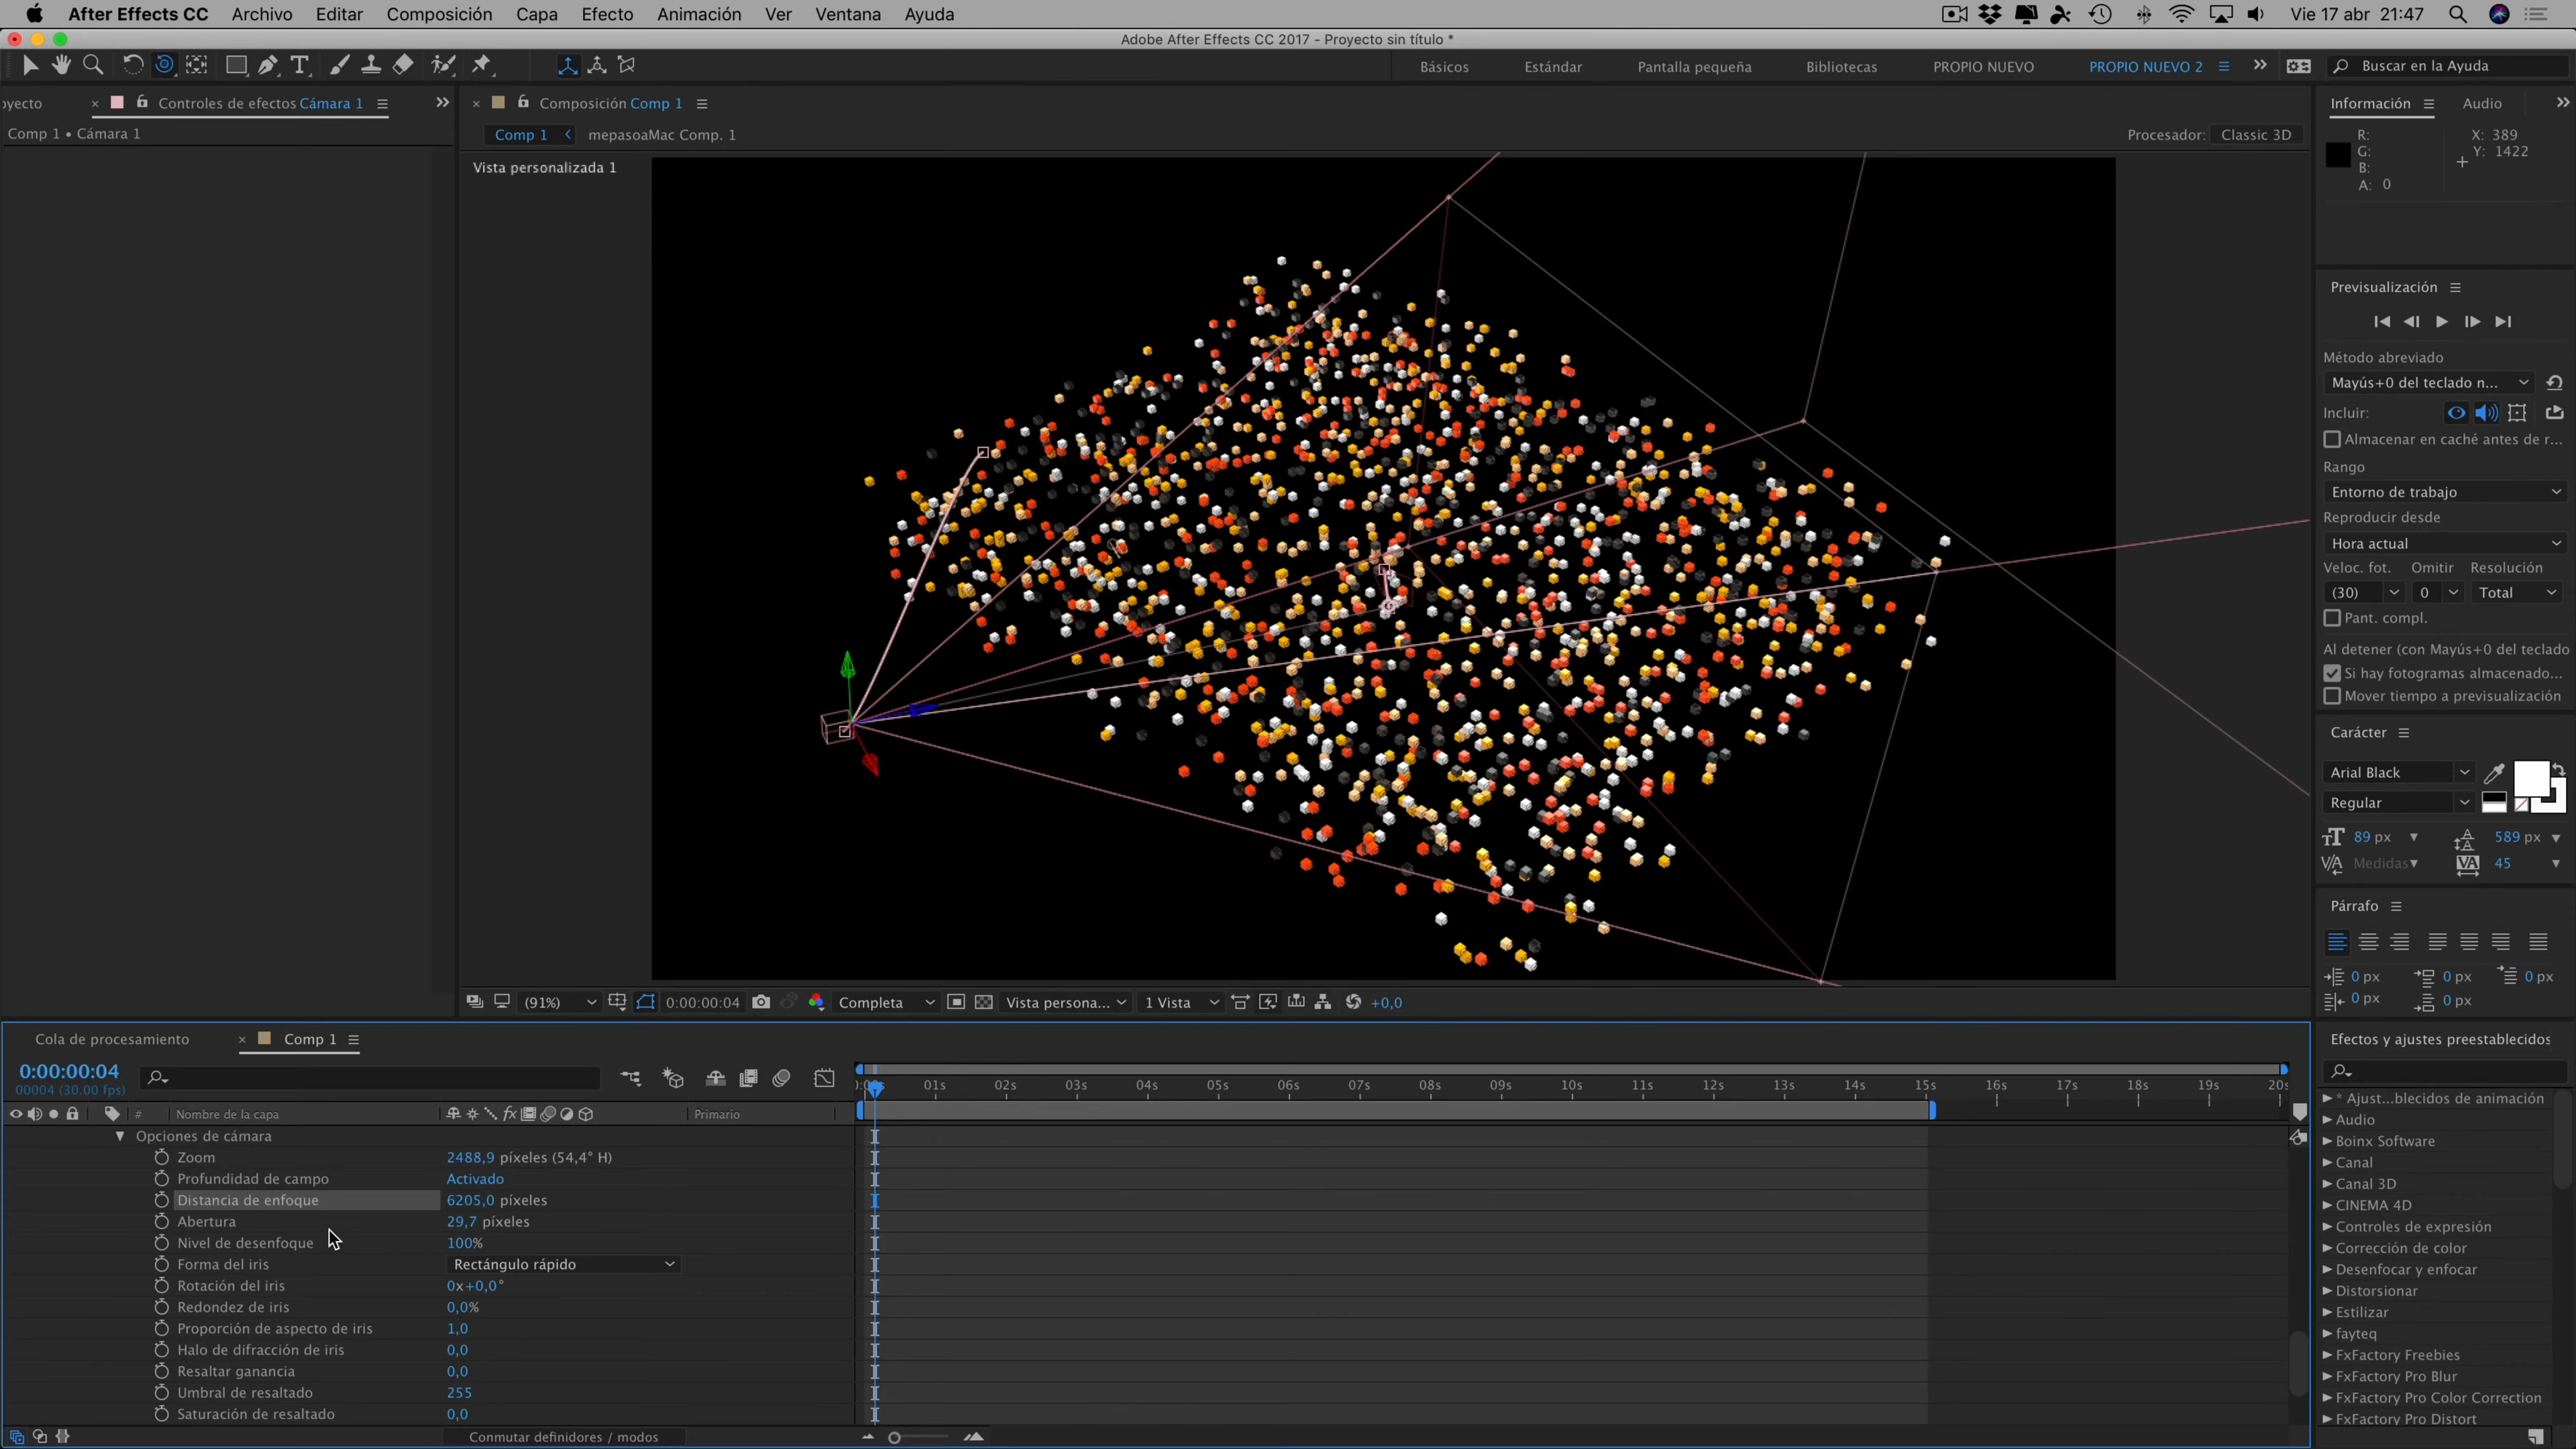 After Effects CC Archivo Editar Composición Capa Efecto Animación Ver Ventana Ayuda Vie 17 abr 21:47
Adobe After Effects CC 2017 - Proyecto sin título *
Básicos Estándar Pantalla pequeña Bibliotecas PROPIO NUEVO PROPIO NUEVO 2 Buscar en la Ayuda
oyecto Controles de efectos Cámara 1
Composición Comp 1
Información Audio
Comp 1 • Cámara 1
Comp 1 mepasoaMac Comp. 1
Procesador: Classic 3D
Vista personalizada 1
R:
G:
B:
A: 0
X: 389
Y: 1422
Previsualización
Método abreviado
Mayús+0 del teclado n...
Incluir:
Almacenar en caché antes de r...
Rango
Entorno de trabajo
Reproducir desde
Hora actual
Veloc. fot. Omitir Resolución
(30) 0 Total
Pant. compl.
Al detener (con Mayús+0 del teclado
Si hay fotogramas almacenado...
Mover tiempo a previsualización
Carácter
Arial Black
Regular
89 px 589 px
Medidas 45
Párrafo
0 px 0 px 0 px
0 px 0 px
(91%) 0:00:00:04 Completa Vista persona... 1 Vista +0,0
Cola de procesamiento Comp 1
0:00:00:04
00004 (30.00 fps)
01s 02s 03s 04s 05s 06s 07s 08s 09s 10s 11s 12s 13s 14s 15s 16s 17s 18s 19s 20s
# Nombre de la capa Primario
Opciones de cámara
Zoom 2488,9 píxeles (54,4° H)
Profundidad de campo Activado
Distancia de enfoque 6205,0 píxeles
Abertura 29,7 píxeles
Nivel de desenfoque 100%
Forma del iris Rectángulo rápido
Rotación del iris 0x+0,0°
Redondez de iris 0,0%
Proporción de aspecto de iris 1,0
Halo de difracción de iris 0,0
Resaltar ganancia 0,0
Umbral de resaltado 255
Saturación de resaltado 0,0
Conmutar definidores / modos
Efectos y ajustes preestablecidos
* Ajust...blecidos de animación
Audio
Boinx Software
Canal
Canal 3D
CINEMA 4D
Controles de expresión
Corrección de color
Desenfocar y enfocar
Distorsionar
Estilizar
fayteq
FxFactory Freebies
FxFactory Pro Blur
FxFactory Pro Color Correction
FxFactory Pro Distort